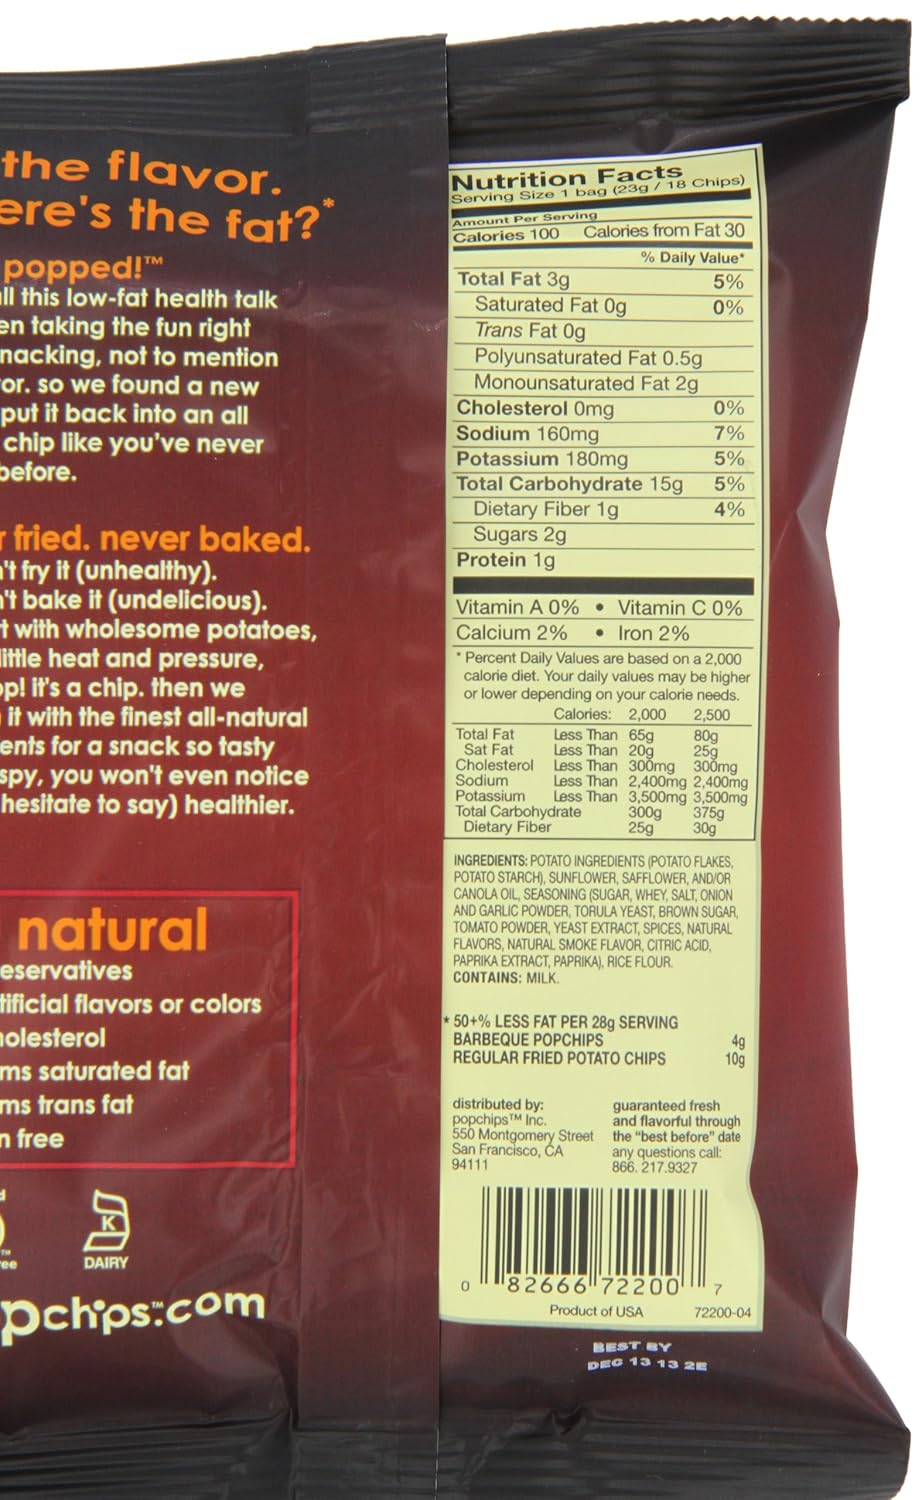 the flavor.
ere's the fat?*
popped!™
ll this low-fat health talk
en taking the fun right
nacking, not to mention
or. so we found a new
put it back into an all
chip like you've never
before.
r fried. never baked.
n't fry it (unhealthy).
n't bake it (undelicious).
t with wholesome potatoes,
little heat and pressure,
op! it's a chip. then we
it with the finest all-natural
ents for a snack so tasty
spy, you won't even notice
hesitate to say) healthier.
natural
eservatives
tificial flavors or colors
holesterol
ms saturated fat
ms trans fat
n free
K
DAIRY
pchips™.com
Nutrition Facts
Serving Size 1 bag (23g / 18 Chips)
Amount Per Serving
Calories 100 Calories from Fat 30
% Daily Value*
Total Fat 3g 5%
Saturated Fat 0g 0%
Trans Fat 0g
Polyunsaturated Fat 0.5g
Monounsaturated Fat 2g
Cholesterol 0mg 0%
Sodium 160mg 7%
Potassium 180mg 5%
Total Carbohydrate 15g 5%
Dietary Fiber 1g 4%
Sugars 2g
Protein 1g
Vitamin A 0% • Vitamin C 0%
Calcium 2% • Iron 2%
* Percent Daily Values are based on a 2,000
calorie diet. Your daily values may be higher
or lower depending on your calorie needs.
Calories: 2,000 2,500
Total Fat Less Than 65g 80g
Sat Fat Less Than 20g 25g
Cholesterol Less Than 300mg 300mg
Sodium Less Than 2,400mg 2,400mg
Potassium Less Than 3,500mg 3,500mg
Total Carbohydrate 300g 375g
Dietary Fiber 25g 30g
INGREDIENTS: POTATO INGREDIENTS (POTATO FLAKES,
POTATO STARCH), SUNFLOWER, SAFFLOWER, AND/OR
CANOLA OIL, SEASONING (SUGAR, WHEY, SALT, ONION
AND GARLIC POWDER, TORULA YEAST, BROWN SUGAR,
TOMATO POWDER, YEAST EXTRACT, SPICES, NATURAL
FLAVORS, NATURAL SMOKE FLAVOR, CITRIC ACID,
PAPRIKA EXTRACT, PAPRIKA), RICE FLOUR.
CONTAINS: MILK.
* 50+% LESS FAT PER 28g SERVING
BARBEQUE POPCHIPS 4g
REGULAR FRIED POTATO CHIPS 10g
distributed by:
popchips™ Inc.
550 Montgomery Street
San Francisco, CA
94111
guaranteed fresh
and flavorful through
the "best before" date
any questions call:
866. 217.9327
0 82666 72200 7
Product of USA 72200-04
BEST BY
DEC 13 13 2E